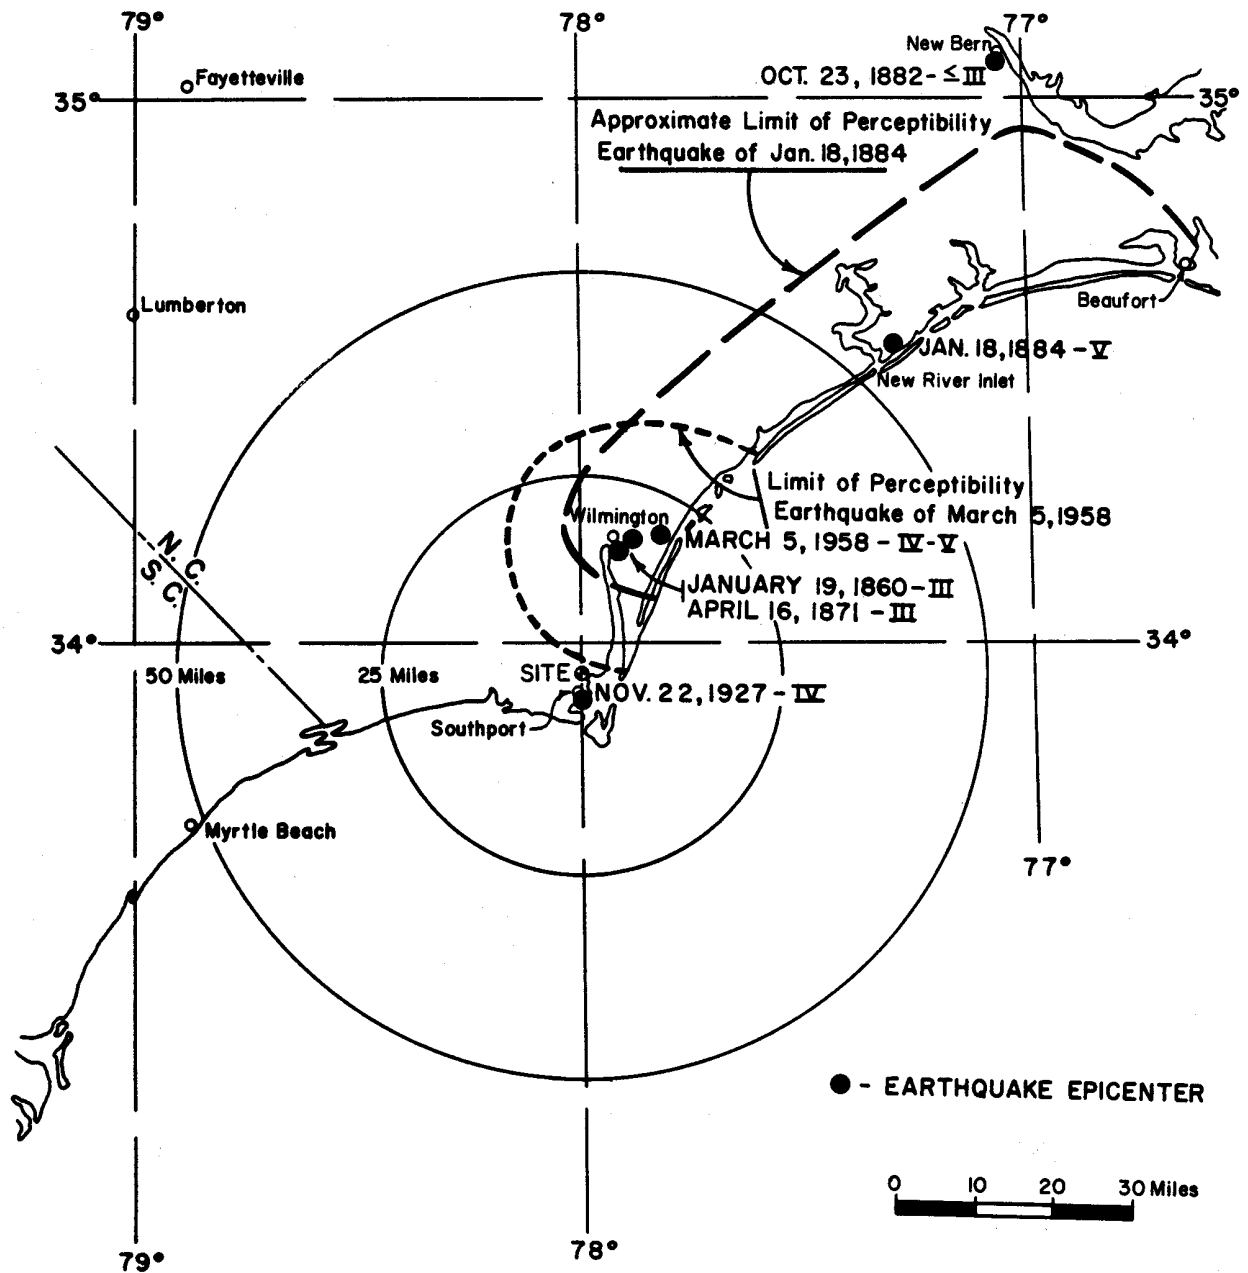 79°
78°
77°
New Bern
OCT. 23, 1882-≤III
Fayetteville
35°
35°
Approximate Limit of Perceptibility
Earthquake of Jan. 18, 1884
Lumberton
Beaufort
JAN. 18, 1884 - V
New River Inlet
Limit of Perceptibility
Earthquake of March 5, 1958
Wilmington
MARCH 5, 1958 - IV-V
N. C.
S. C.
JANUARY 19, 1860-III
APRIL 16, 1871 - III
34°
34°
50 Miles
25 Miles
SITE
NOV. 22, 1927 - IV
Southport
Myrtle Beach
77°
● - EARTHQUAKE EPICENTER
0 10 20 30 Miles
79°
78°